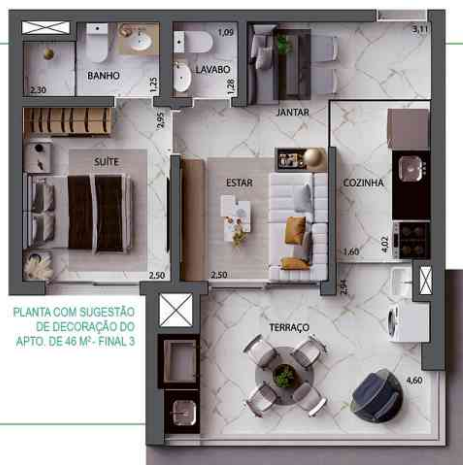 3,11
1,09
BANHO
LAVABO
2,30
1,25
1,28
JANTAR
2,95
SUÍTE
ESTAR
COZINHA
4,02
1,60
2,50
2,50
2,94
PLANTA COM SUGESTÃO
DE DECORAÇÃO DO
APTO. DE 46 M² - FINAL 3
TERRAÇO
4,60